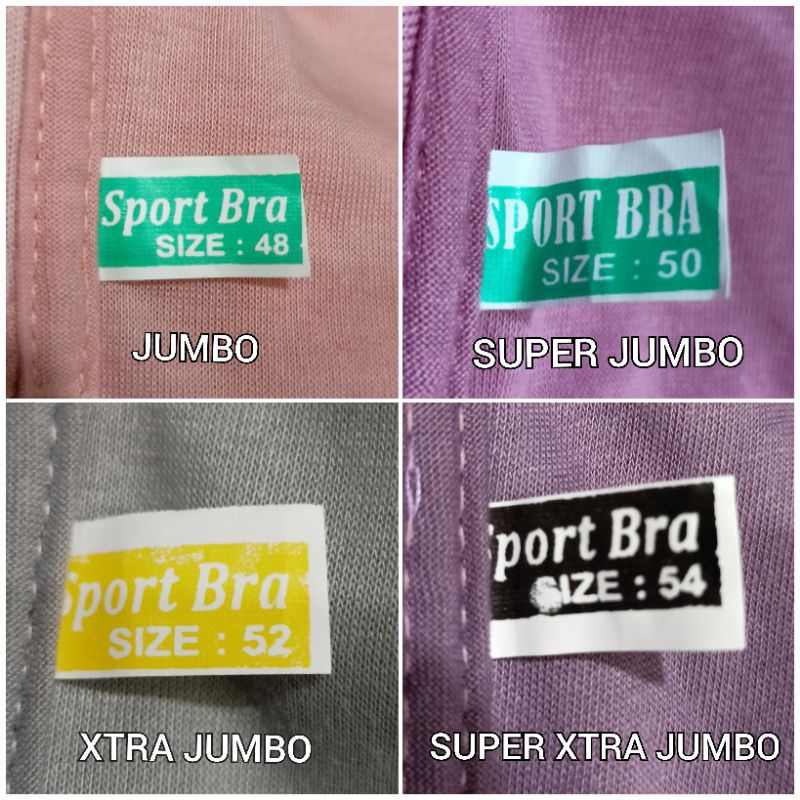 Sport Bra
SIZE : 48
JUMBO
SPORT BRA
SIZE : 50
SUPER JUMBO
Sport Bra
SIZE : 52
XTRA JUMBO
Sport Bra
SIZE : 54
SUPER XTRA JUMBO